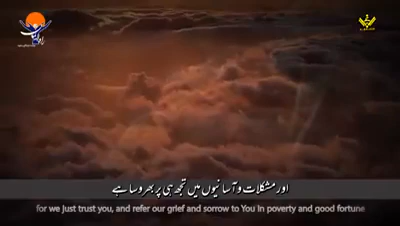 اور مشکلات و آسانیوں میں تجھ ہی پر بھروسا ہے
for we just trust you, and refer our grief and sorrow to You in poverty and good fortune